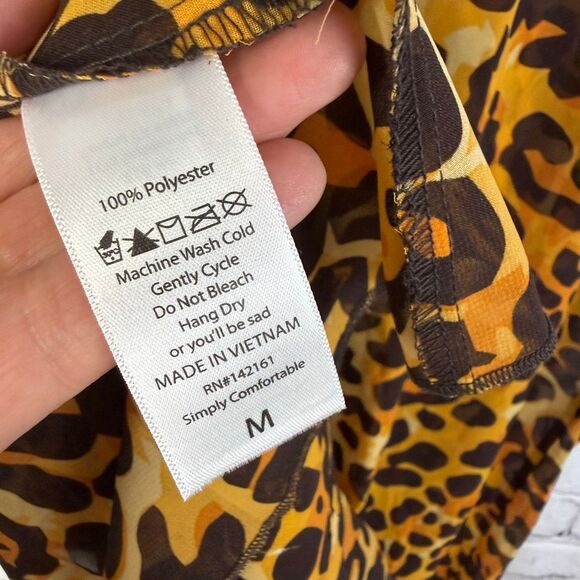 100% Polyester
Machine Wash Cold
Gently Cycle
Do Not Bleach
Hang Dry
or you'll be sad
MADE IN VIETNAM
RN#142161
Simply Comfortable
M